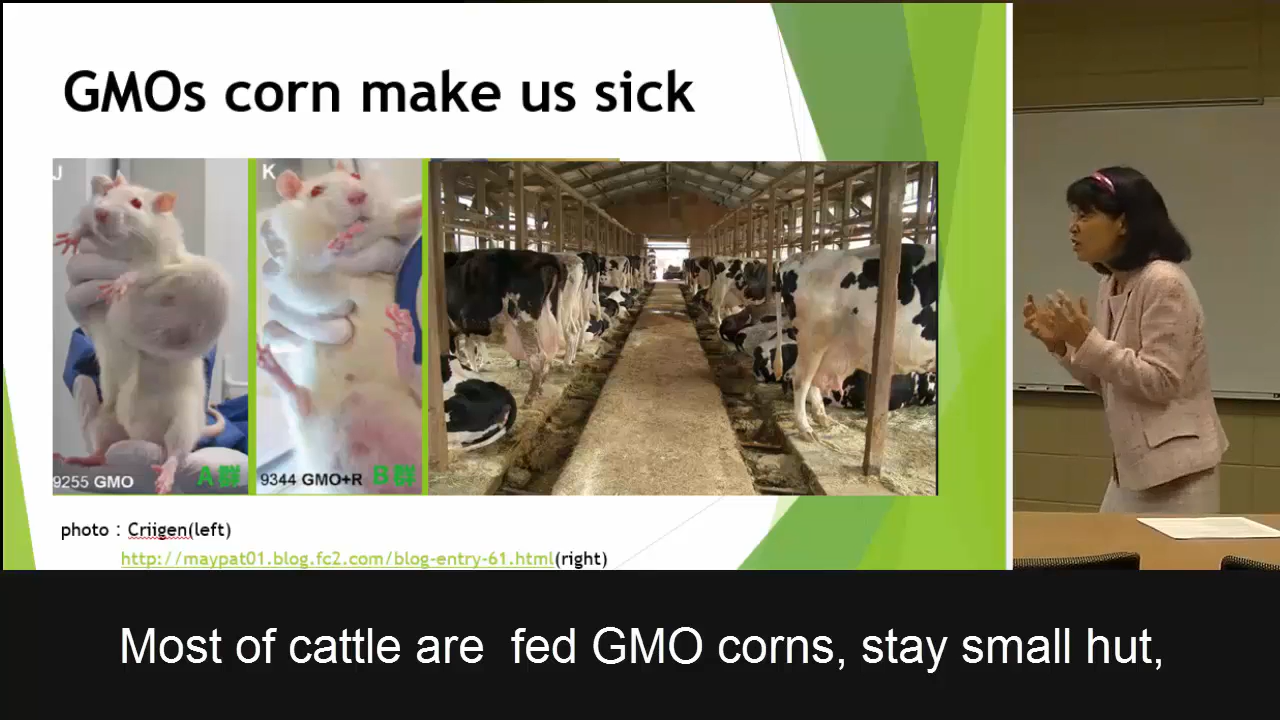 GMOs corn make us sick
J
K
9255 GMO
A群
9344 GMO+R
B群
photo：Criigen(left)
http://maypat01.blog.fc2.com/blog-entry-61.html(right)
Most of cattle are  fed GMO corns, stay small hut,